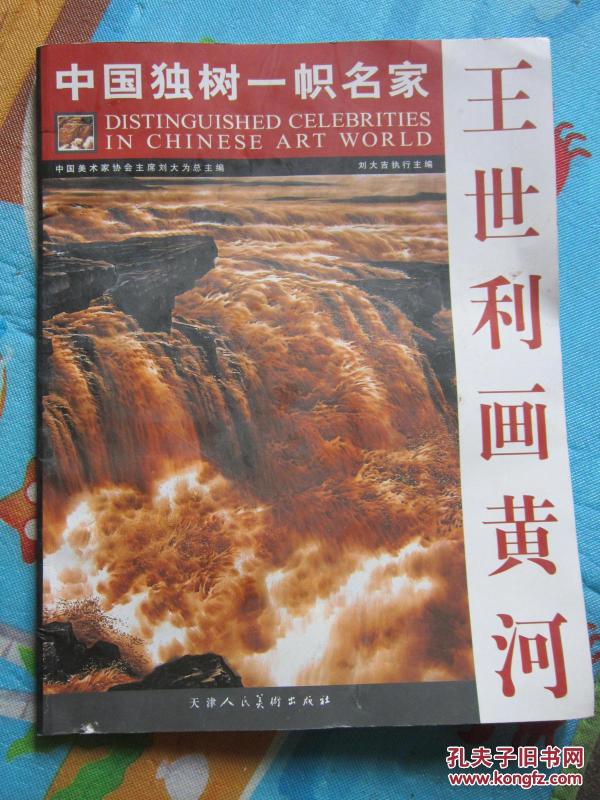 中国独树一帜名家
DISTINGUISHED CELEBRITIES
IN CHINESE ART WORLD
中国美术家协会主席刘大为总主编
刘大吉执行主编
王世利画黄河
天津人民美術出版社
孔夫子旧书网
www.kongfz.com